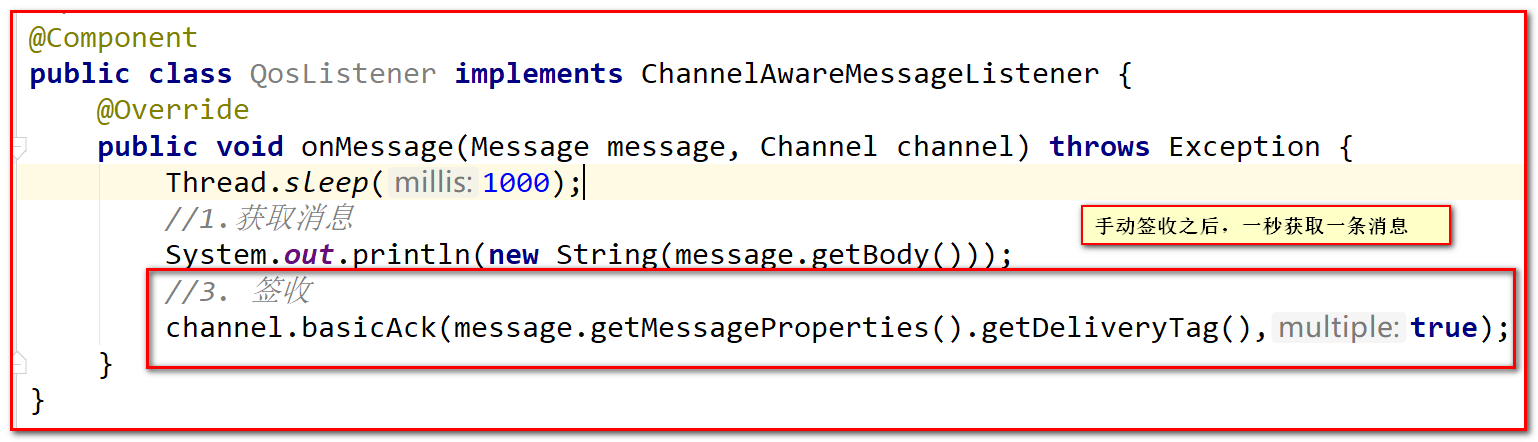 @Component
public class QosListener implements ChannelAwareMessageListener {
@Override
public void onMessage(Message message, Channel channel) throws Exception {
Thread.sleep( millis: 1000);
//1.获取消息
手动签收之后，一秒获取一条消息
System.out.println(new String(message.getBody()));
//3. 签收
channel.basicAck(message.getMessageProperties().getDeliveryTag(), multiple: true);
}
}